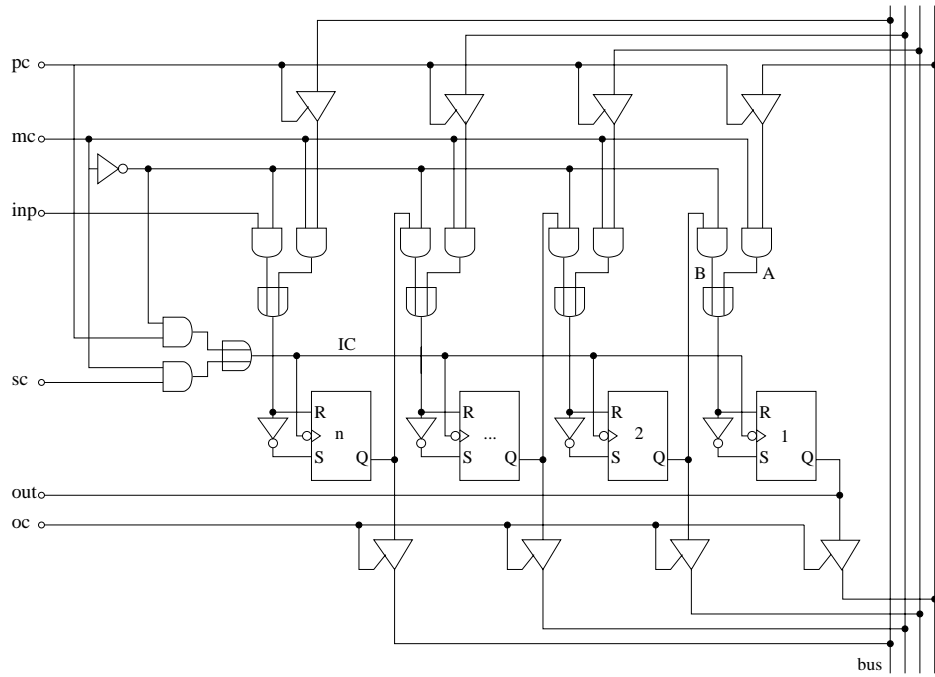 pc
mc
inp
B A
IC
sc
R R R R
n ... 2 1
S Q S Q S Q S Q
out
oc
bus